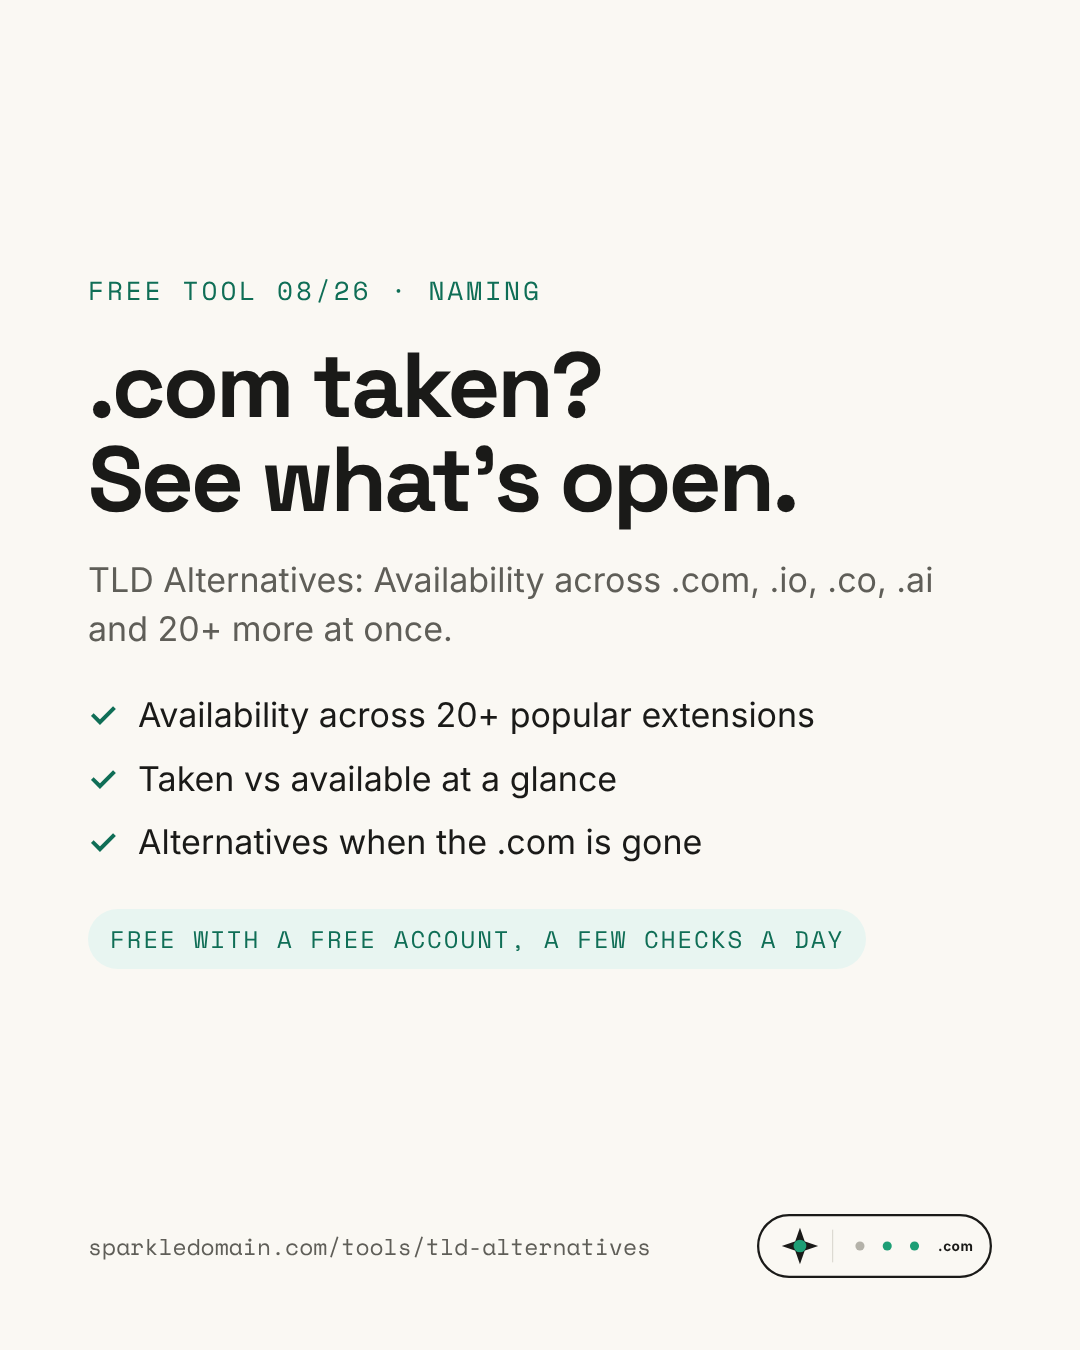 FREE TOOL 08/26 · NAMING
.com taken?
See what’s open.
TLD Alternatives: Availability across .com, .io, .co, .ai
and 20+ more at once.
Availability across 20+ popular extensions
Taken vs available at a glance
Alternatives when the .com is gone
FREE WITH A FREE ACCOUNT, A FEW CHECKS A DAY
sparkledomain.com/tools/tld-alternatives
.com